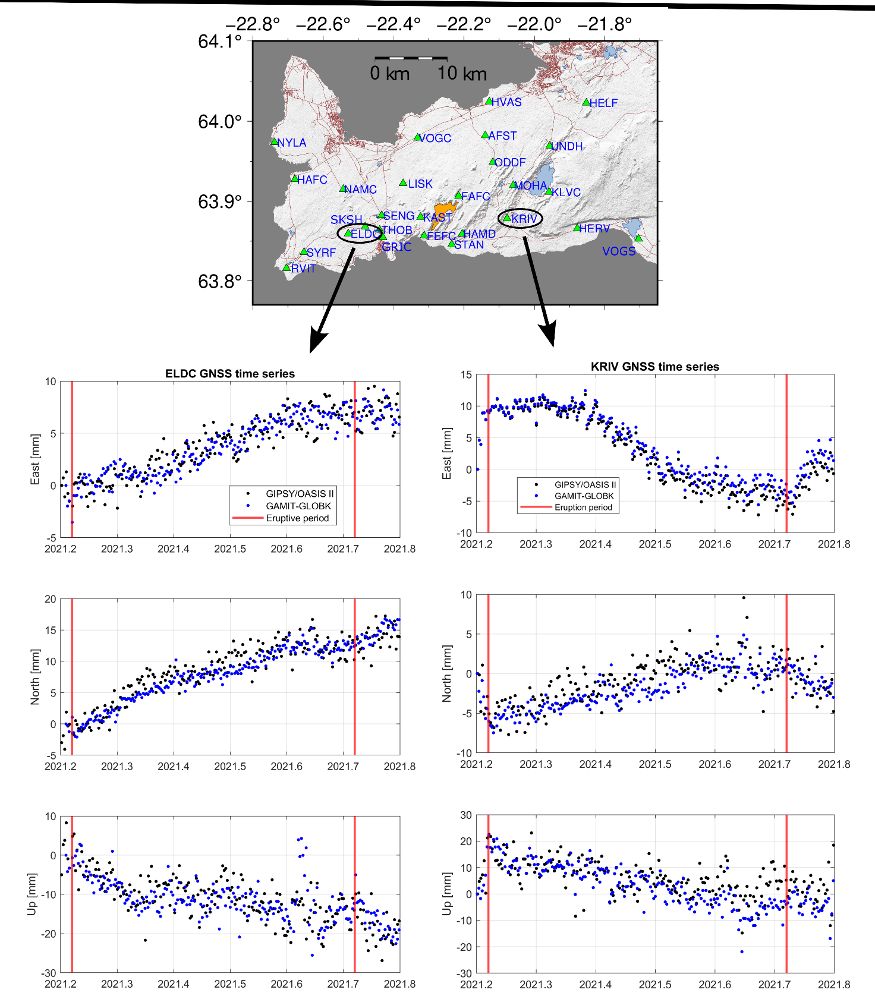 −22.8° −22.6° −22.4° −22.2° −22.0° −21.8°
64.1°
0 km 10 km
HVAS
HELF
64.0°
NYLA
VOGC
AFST
UNDH
ODDF
HAFC
NAMC
LISK
MOHA
KLVC
FAFC
63.9°
SKSH
SENG
KAST
KRIV
ELDC
THOB
FEFC
HAMD
HERV
GRIC
STAN
VOGS
SYRF
RVIT
63.8°
ELDC GNSS time series
10
5
0
-5
East [mm]
GIPSY/OASIS II
GAMIT-GLOBK
Eruptive period
2021.2 2021.3 2021.4 2021.5 2021.6 2021.7 2021.8
KRIV GNSS time series
15
10
5
0
-5
-10
East [mm]
GIPSY/OASIS II
GAMIT-GLOBK
Eruption period
2021.2 2021.3 2021.4 2021.5 2021.6 2021.7 2021.8
20
15
10
5
0
-5
North [mm]
2021.2 2021.3 2021.4 2021.5 2021.6 2021.7 2021.8
10
5
0
-5
-10
North [mm]
2021.2 2021.3 2021.4 2021.5 2021.6 2021.7 2021.8
10
0
-10
-20
-30
Up [mm]
2021.2 2021.3 2021.4 2021.5 2021.6 2021.7 2021.8
30
20
10
0
-10
-20
-30
Up [mm]
2021.2 2021.3 2021.4 2021.5 2021.6 2021.7 2021.8